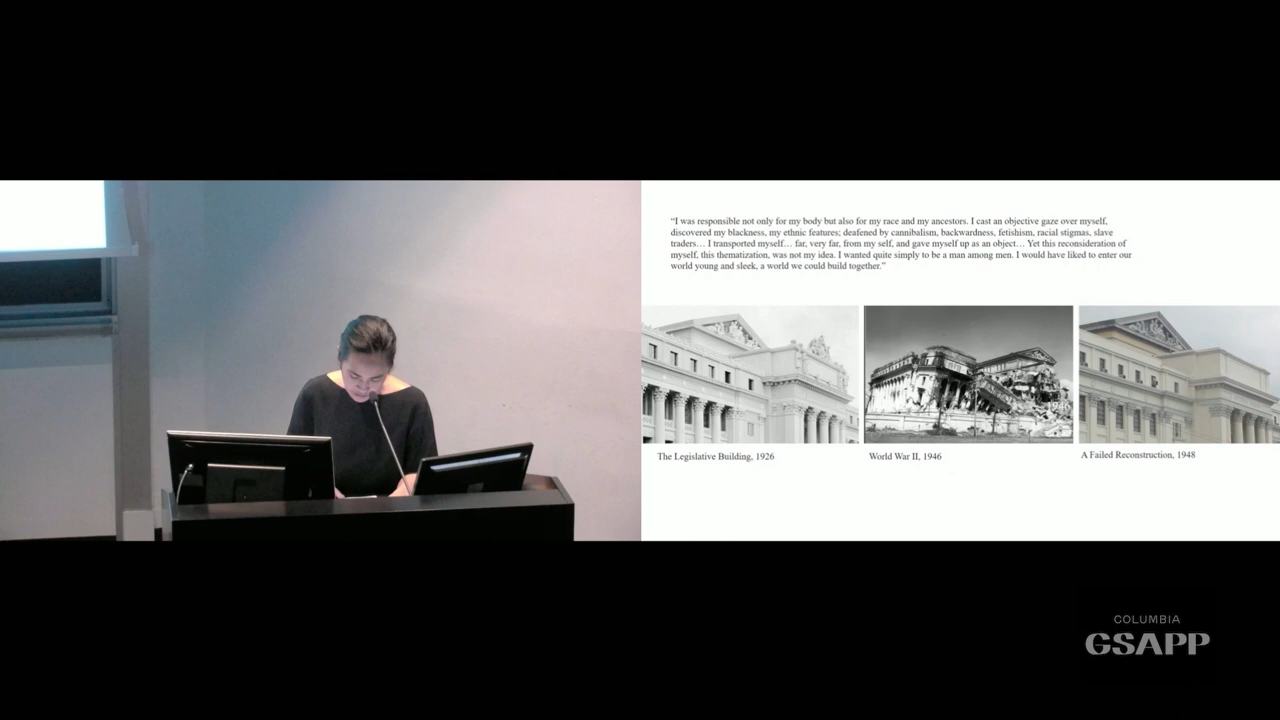 “I was responsible not only for my body but also for my race and my ancestors. I cast an objective gaze over myself,
discovered my blackness, my ethnic features; deafened by cannibalism, backwardness, fetishism, racial stigmas, slave
traders… I transported myself… far, very far, from my self, and gave myself up as an object… Yet this reconsideration of
myself, this thematization, was not my idea. I wanted quite simply to be a man among men. I would have liked to enter our
world young and sleek, a world we could build together.”
The Legislative Building, 1926
World War II, 1946
A Failed Reconstruction, 1948
COLUMBIA
GSAPP